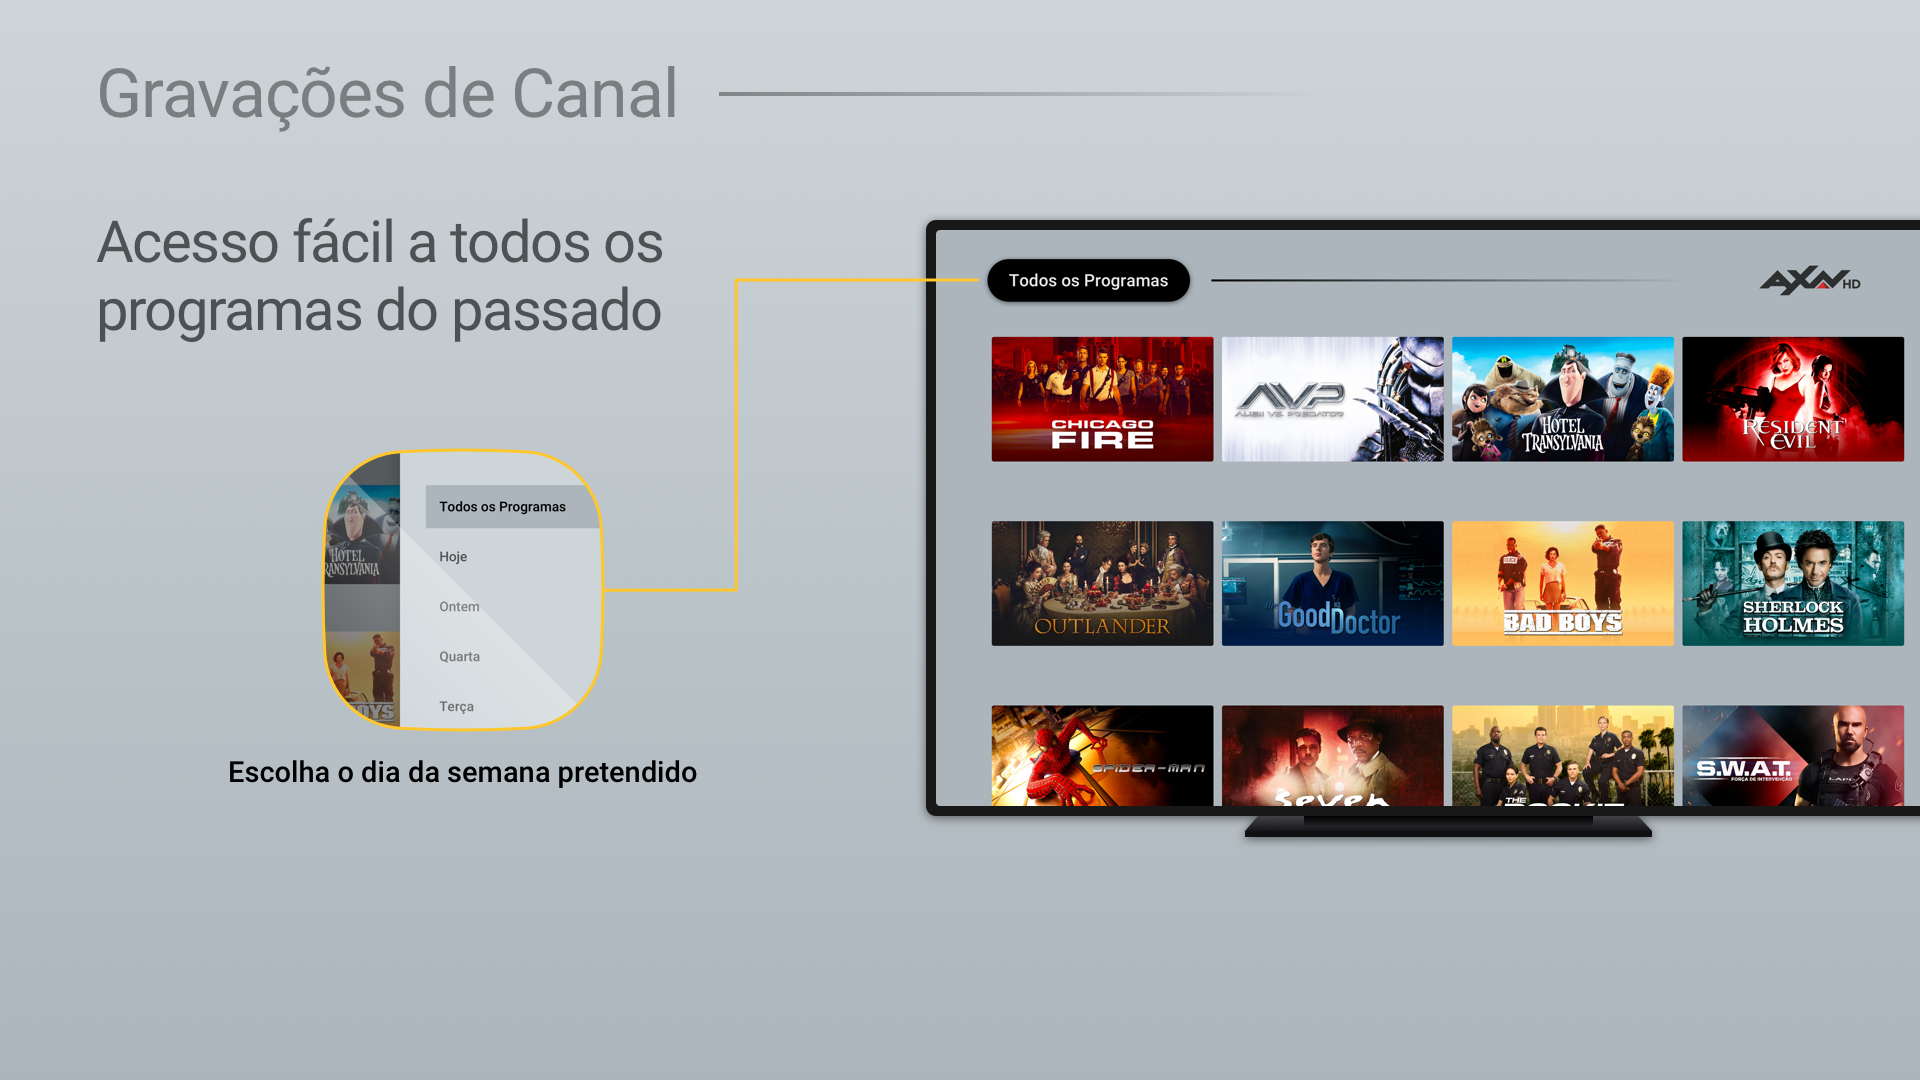 Gravações de Canal
Acesso fácil a todos os
programas do passado
Todos os Programas
Hoje
Ontem
Quarta
Terça
HOTEL
TRANSYLVANIA
BOYS
Escolha o dia da semana pretendido
Todos os Programas
AXN HD
CHICAGO
FIRE
AVP
ALIEN VS. PREDATOR
HOTEL
TRANSYLVANIA
RESIDENT
EVIL
OUTLANDER
the
GOOD DOCTOR
BAD BOYS
SHERLOCK
HOLMES
SPIDER-MAN
Seven
THE
ROOKIE
S.W.A.T.
FORÇA DE INTERVENÇÃO